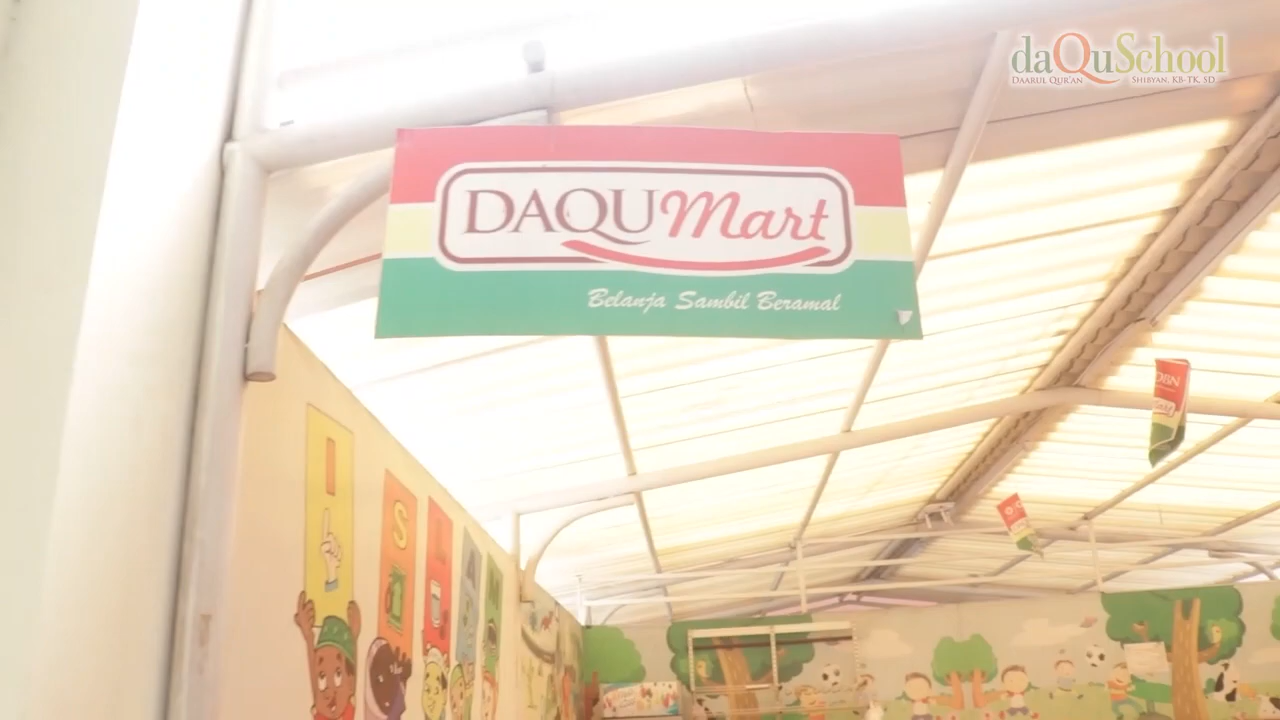 daQuSchool
DAARUL QUR'AN SHIBYAN, KB-TK, SD
DAQU Mart
Belanja Sambil Beramal
I
S
L
A
M